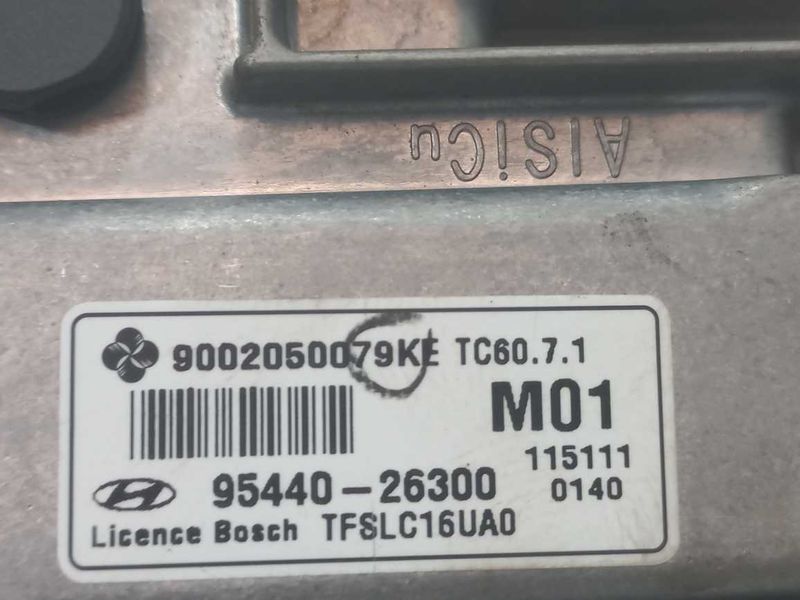 AlSiCu
9002050079KE TC60.7.1
M01
115111
95440-26300 0140
Licence Bosch TFSLC16UA0